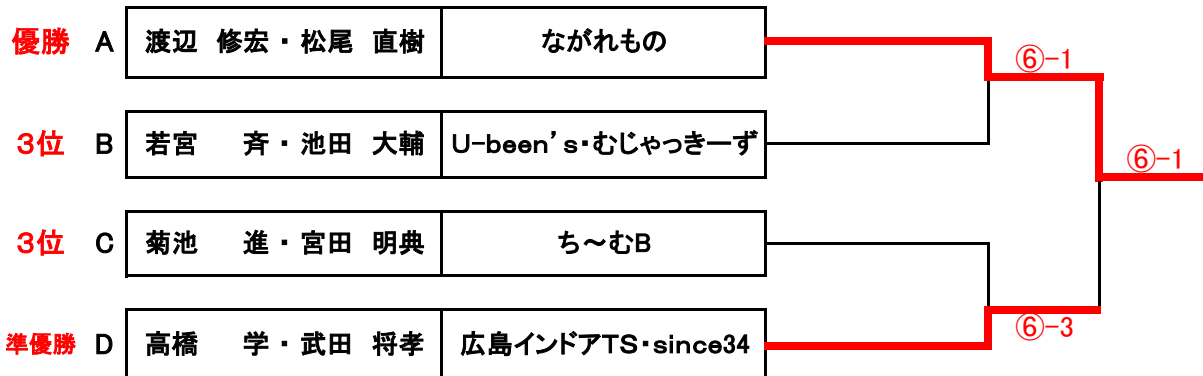 優勝 A 渡辺 修宏・松尾 直樹 ながれもの
⑥-1
3位 B 若宮 斉・池田 大輔 U-been's・むじゃっきーず
⑥-1
3位 C 菊池 進・宮田 明典 ち～むB
準優勝 D 高橋 学・武田 将孝 広島インドアTS・since34
⑥-3